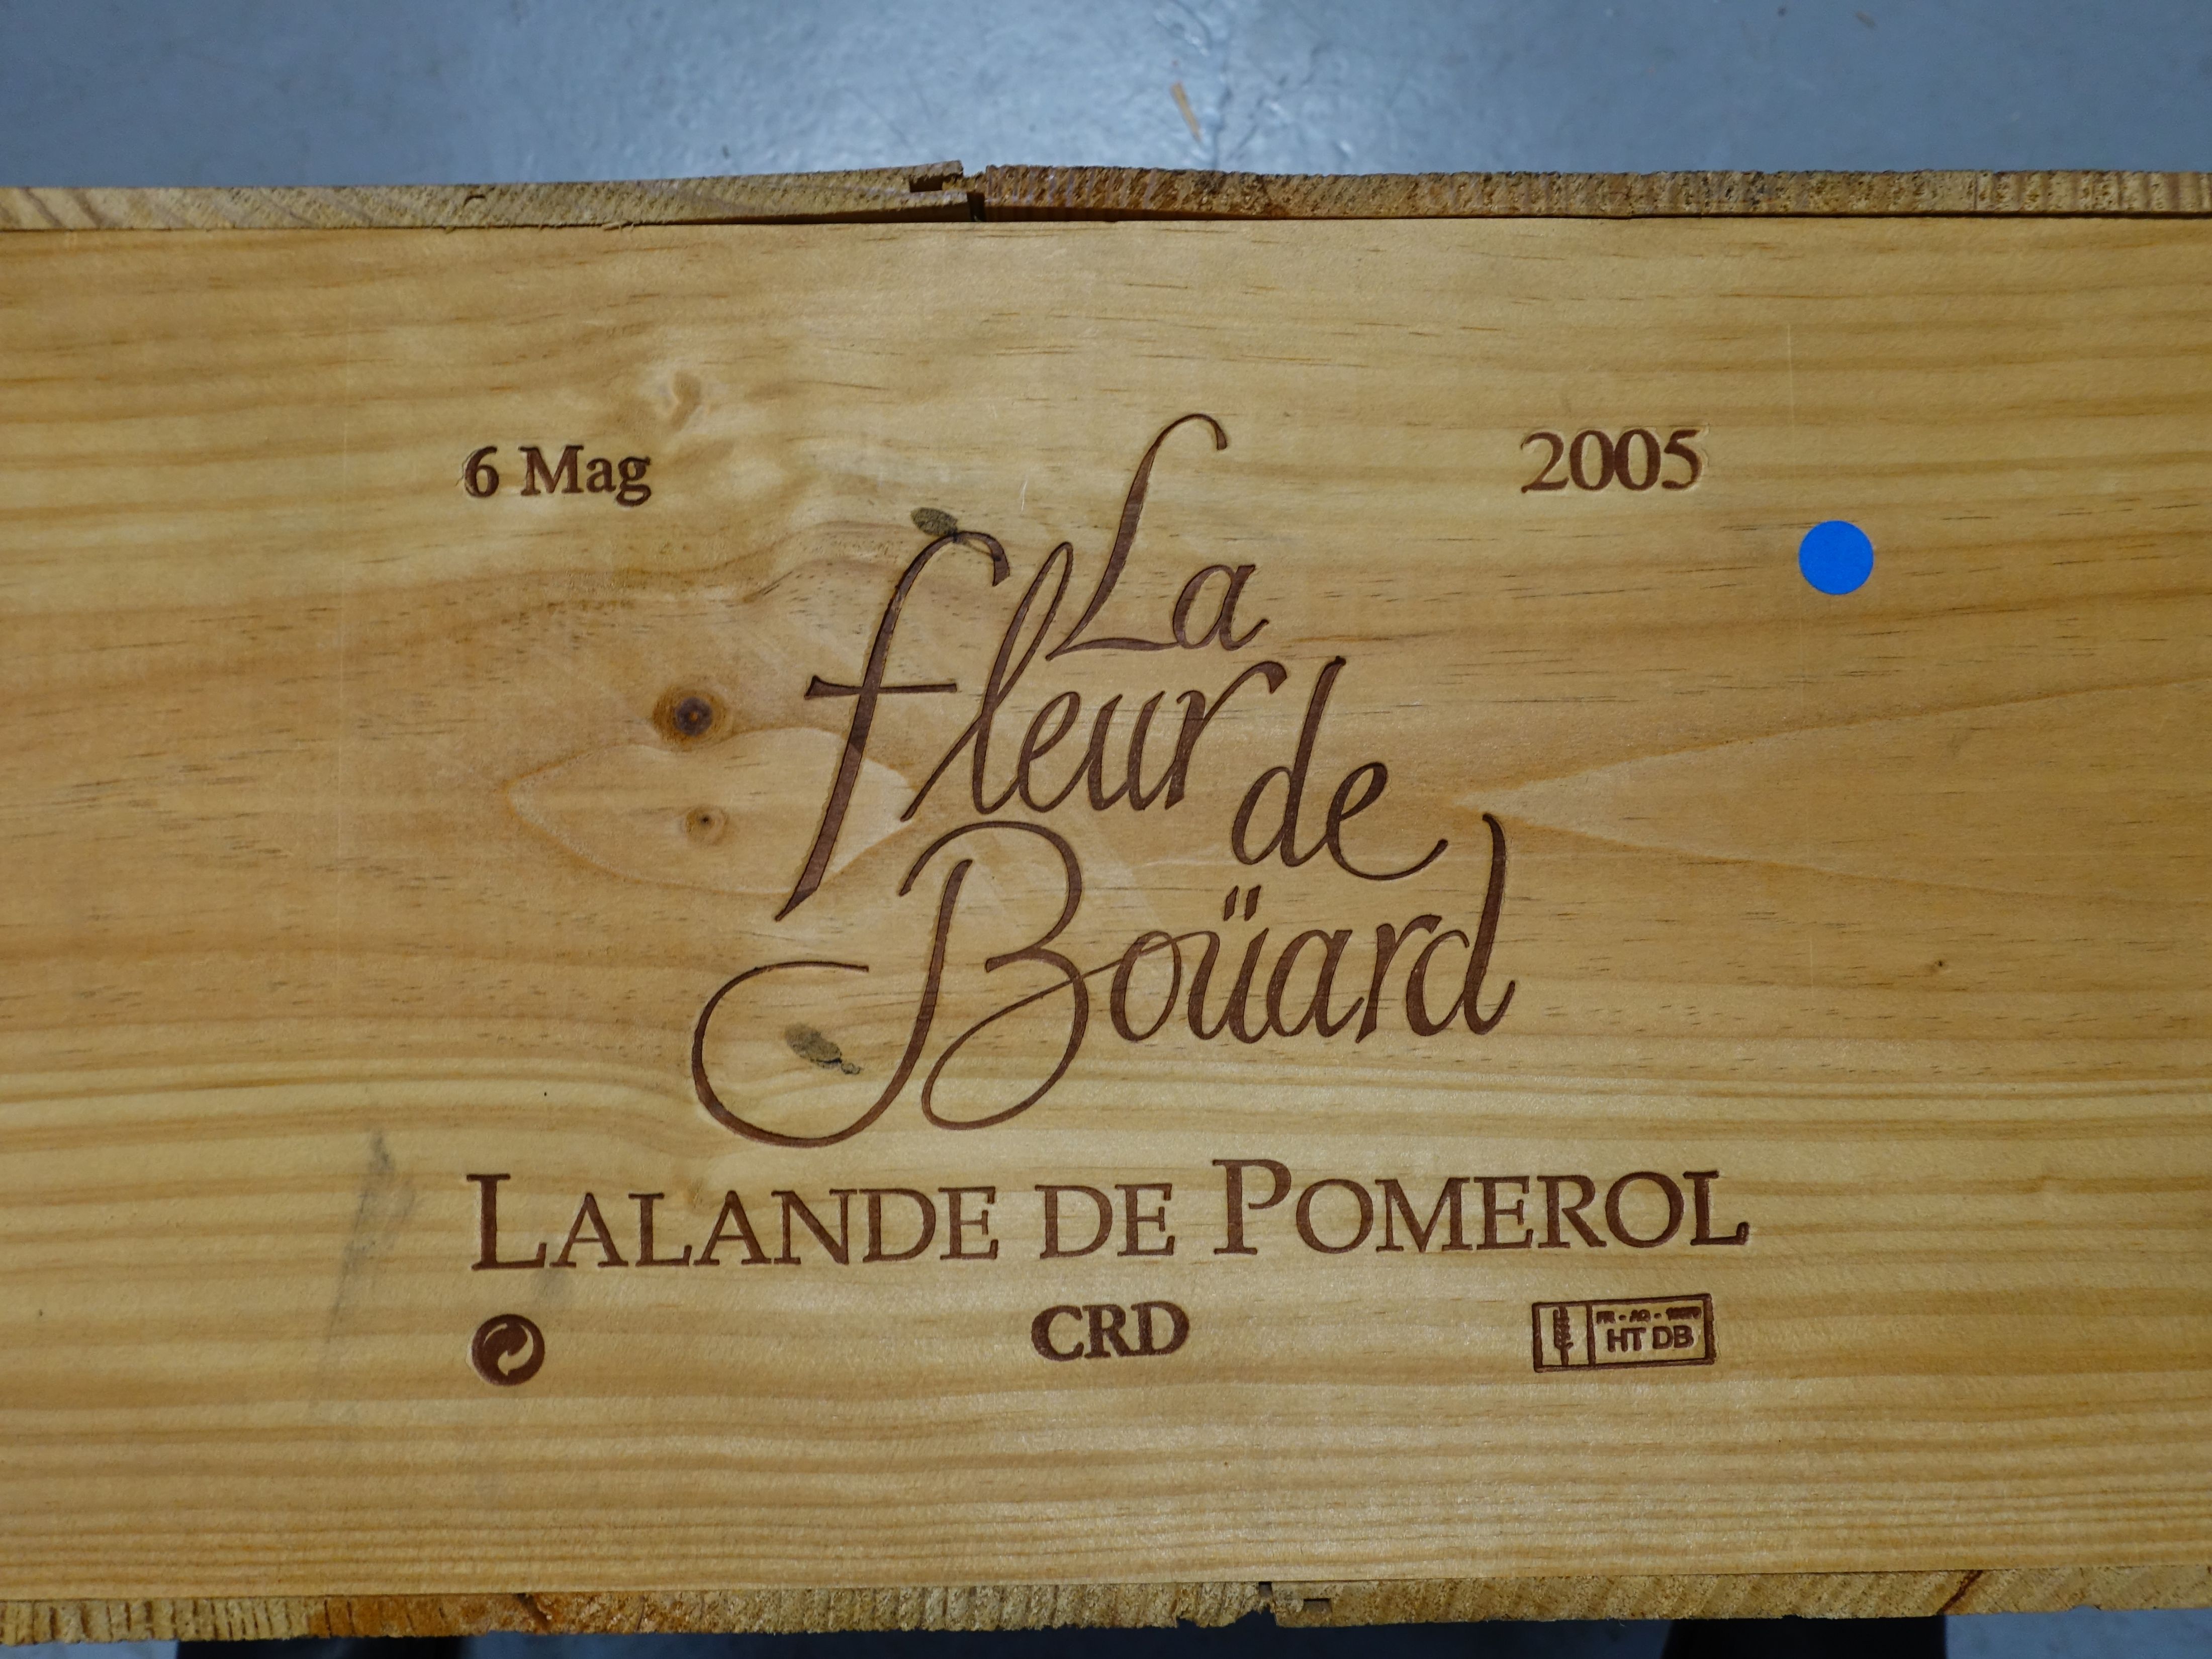 6 Mag
2005
La
fleur de
Boüard
LALANDE DE POMEROL
CRD
HT DB